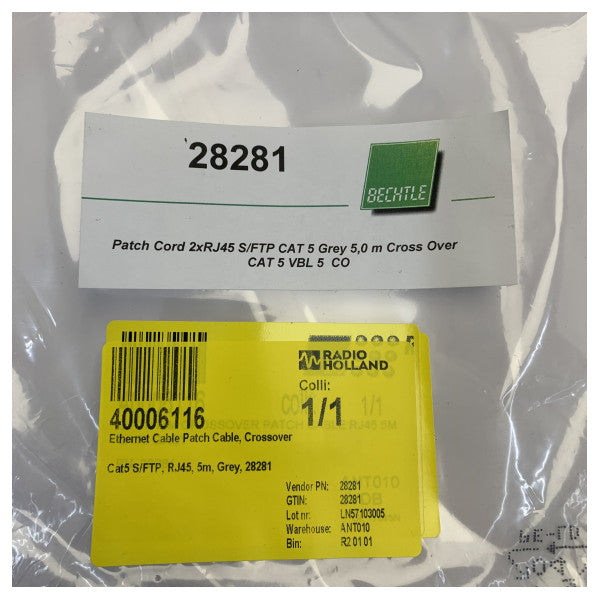 28281
BECHTLE
Patch Cord 2xRJ45 S/FTP CAT 5 Grey 5,0 m Cross Over
CAT 5 VBL 5 CO
RADIO
HOLLAND
Colli:
40006116
1/1
Ethernet Cable Patch Cable, Crossover
Cat5 S/FTP, RJ45, 5m, Grey, 28281
Vendor PN: 28281
GTIN: 28281
Lot nr. LN57103005
Warehouse: ANT010
Bin: R2 01 01